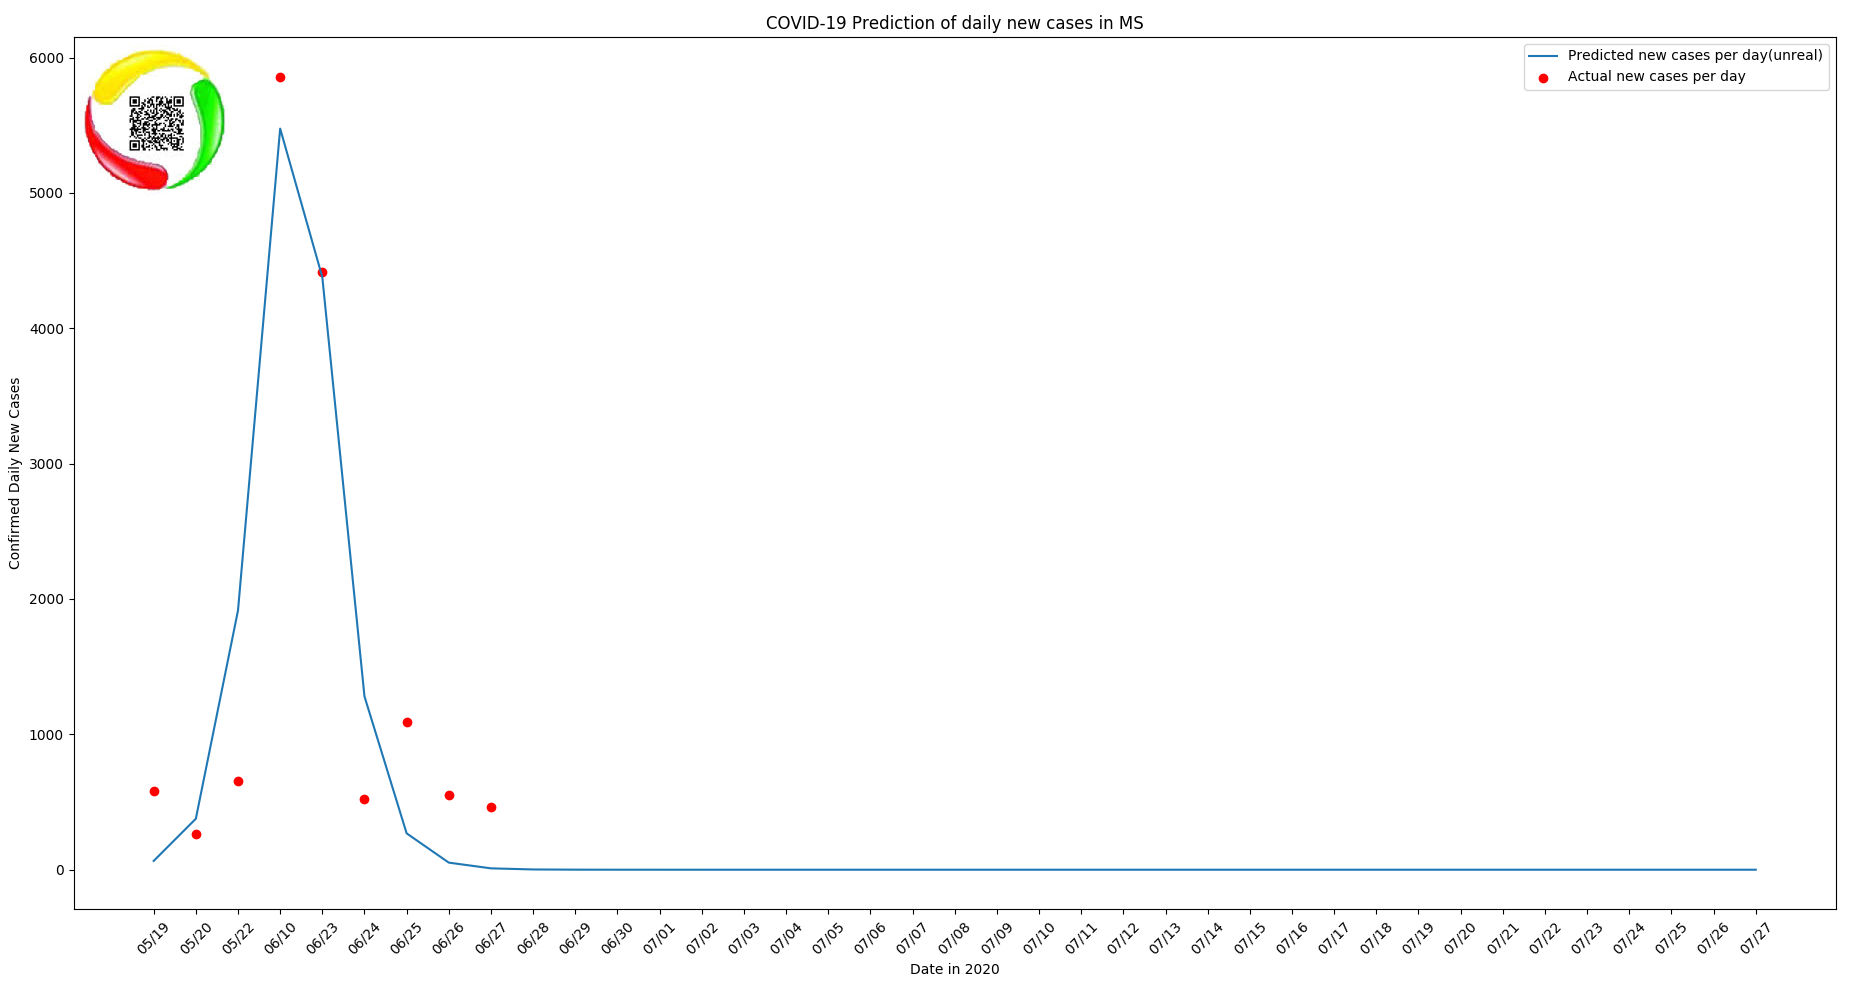 COVID-19 Prediction of daily new cases in MS
Predicted new cases per day(unreal)
Actual new cases per day
Confirmed Daily New Cases
6000
5000
4000
3000
2000
1000
0
05/19 05/20 05/22 06/10 06/23 06/24 06/25 06/26 06/27 06/28 06/29 06/30 07/01 07/02 07/03 07/04 07/05 07/06 07/07 07/08 07/09 07/10 07/11 07/12 07/13 07/14 07/15 07/16 07/17 07/18 07/19 07/20 07/21 07/22 07/23 07/24 07/25 07/26 07/27
Date in 2020